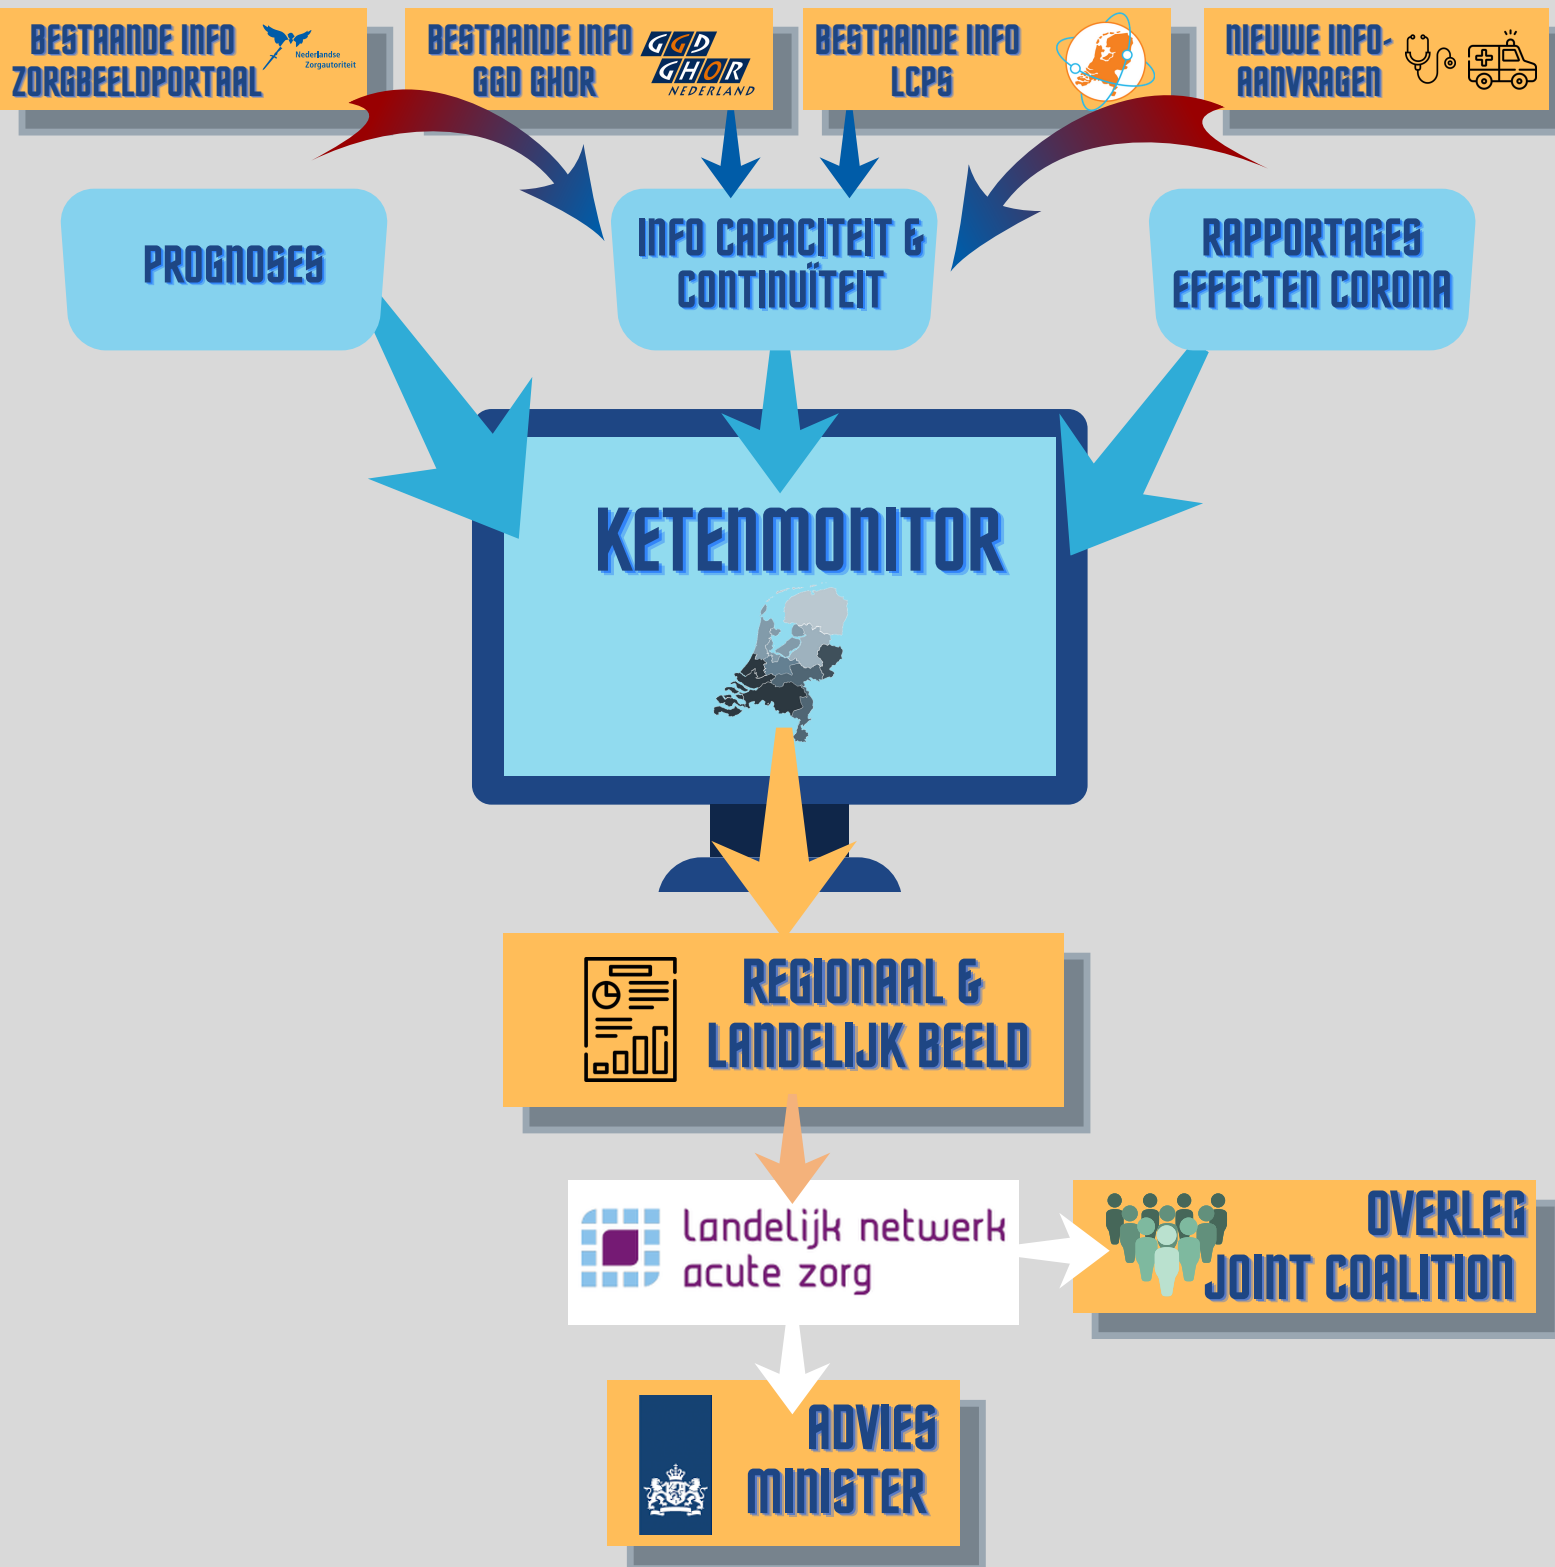 BESTAANDE INFO
ZORGBEELDPORTAAL
Nederlandse
Zorgautoriteit
BESTAANDE INFO
GGD GHOR
GGD
GHOR
NEDERLAND
BESTAANDE INFO
LCPS
NIEUWE INFO-
AANVRAGEN
PROGNOSES
INFO CAPACITEIT &
CONTINUÏTEIT
RAPPORTAGES
EFFECTEN CORONA
KETENMONITOR
REGIONAAL &
LANDELIJK BEELD
landelijk netwerk
acute zorg
OVERLEG
JOINT COALITION
ADVIES
MINISTER